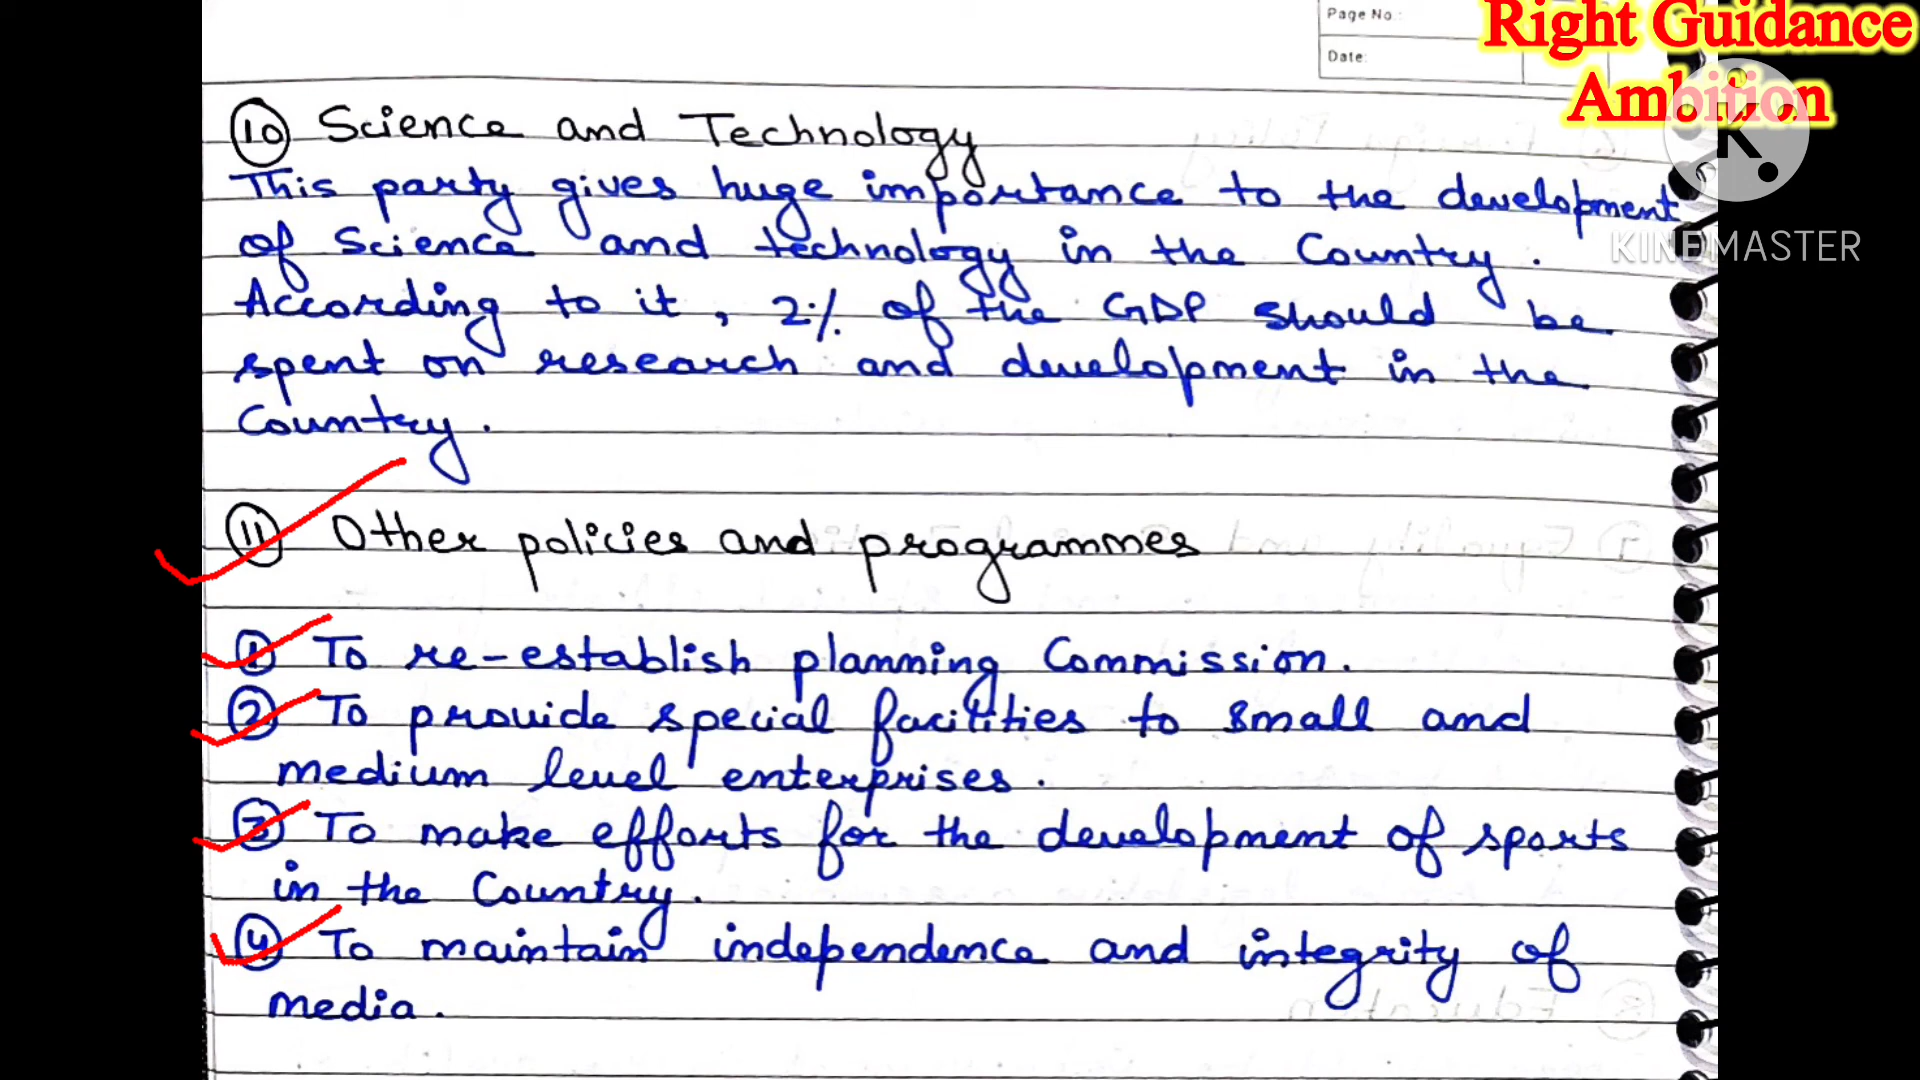 Page No.:
Date:
Right Guidance
Ambition
KINEMASTER
10 Science and Technology
This party gives huge importance to the development
of Science and technology in the Country.
According to it, 2% of the GDP should be
spent on research and development in the
Country.
11 Other policies and programmes
1 To re-establish planning Commission.
2 To provide special facilities to small and
medium level enterprises.
3 To make efforts for the development of sports
in the Country.
4 To maintain independence and integrity of
media.